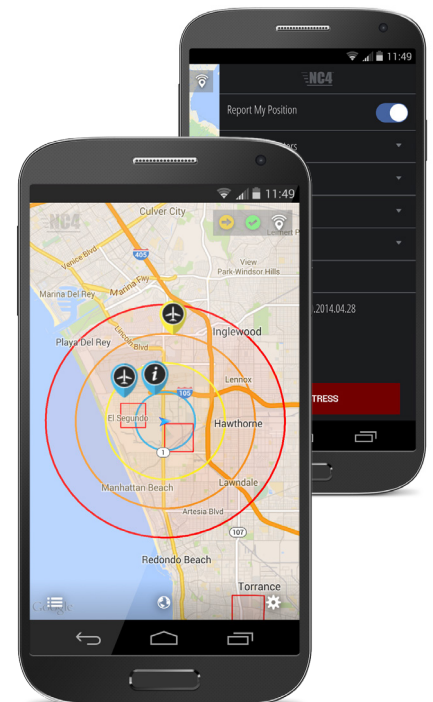 11:49
NC4
Report My Position
ters
.2014.04.28
TRESS
11:49
NC4
Culver City
405
View
Park-Windsor Hills
Venice Blvd
Marina Fwy
Marina Del Rey
Lincoln Blvd
Playa Del Rey
Inglewood
i
105
Lennox
El Segundo
Hawthorne
1
Manhattan Beach
Lawndale
Artesia Blvd
107
Redondo Beach
Torrance